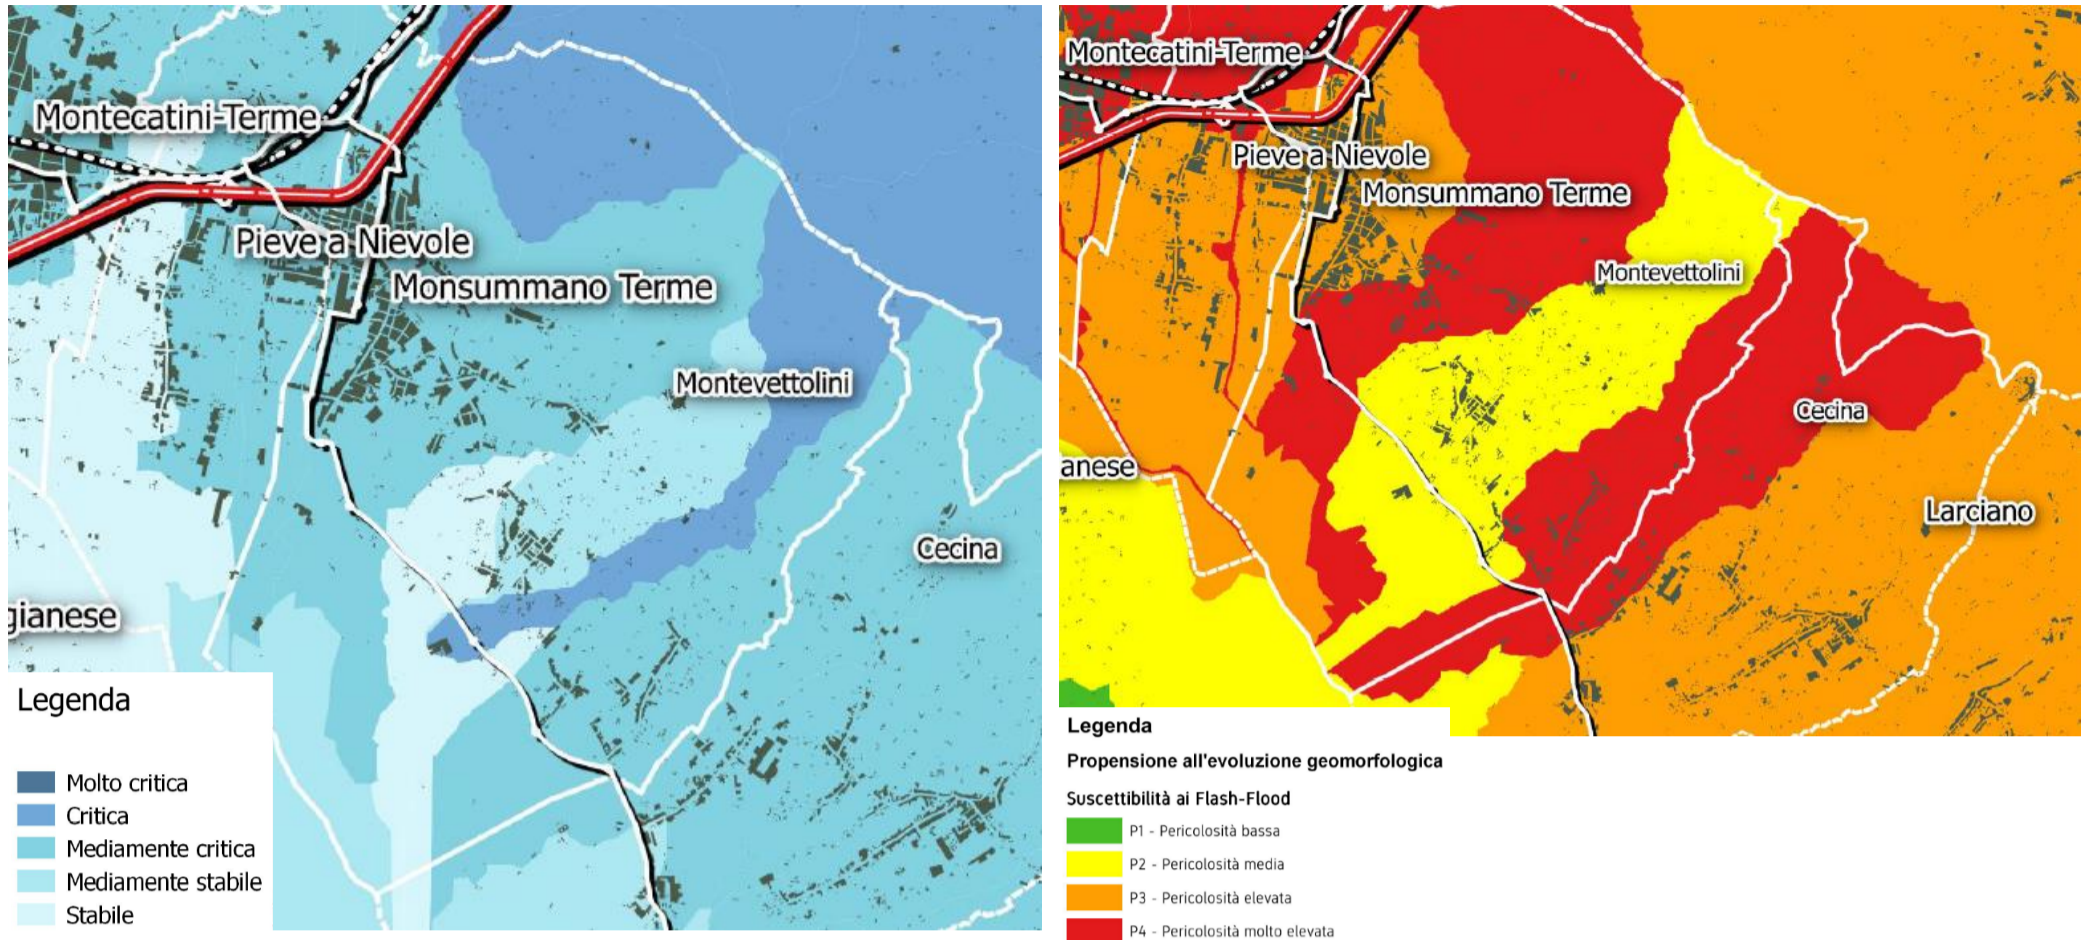 Montecatini-Terme
Pieve a Nievole
Monsummano Terme
Montevettolini
Cecina
gianese
Legenda
Molto critica
Critica
Mediamente critica
Mediamente stabile
Stabile
Montecatini-Terme
Pieve a Nievole
Monsummano Terme
Montevettolini
Cecina
anese
Larciano
Legenda
Propensione all'evoluzione geomorfologica
Suscettibilità ai Flash-Flood
P1 - Pericolosità bassa
P2 - Pericolosità media
P3 - Pericolosità elevata
P4 - Pericolosità molto elevata